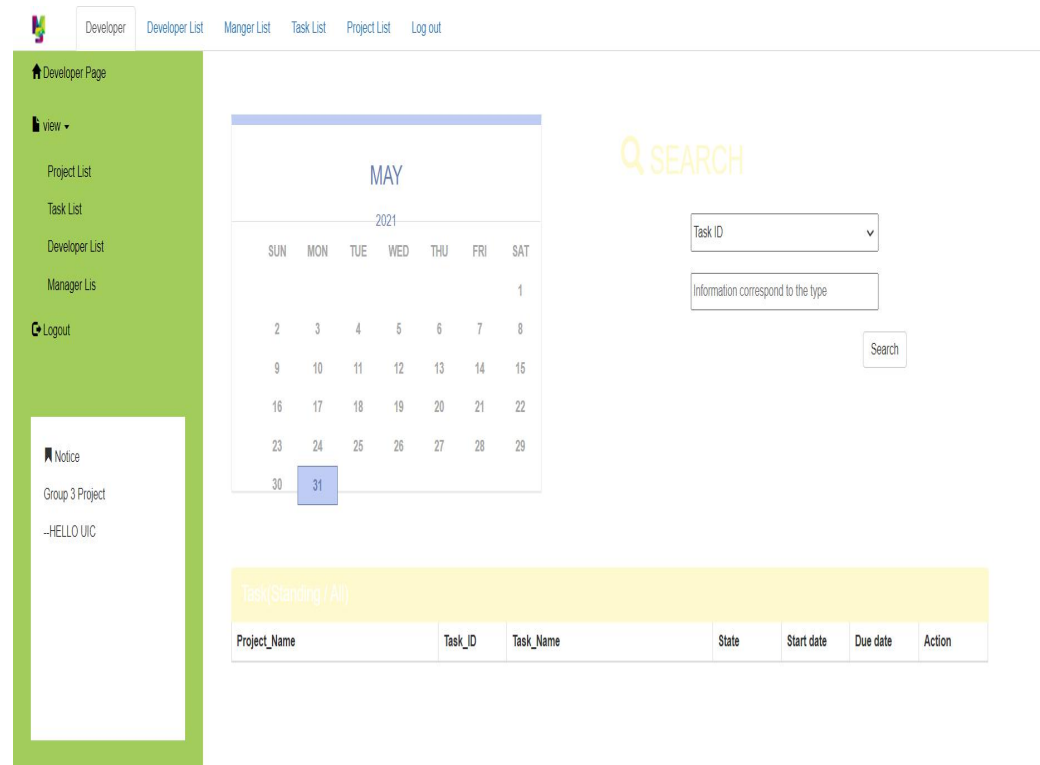 Developer Developer List Manger List Task List Project List Log out
Developer Page
view
Project List
Task List
Developer List
Manager Lis
Logout
Notice
Group 3 Project
--HELLO UIC
MAY
2021
SUN MON TUE WED THU FRI SAT
1
2 3 4 5 6 7 8
9 10 11 12 13 14 15
16 17 18 19 20 21 22
23 24 25 26 27 28 29
30 31
SEARCH
Task ID
Information correspond to the type
Search
Task(Standing / All)
Project_Name Task_ID Task_Name State Start date Due date Action